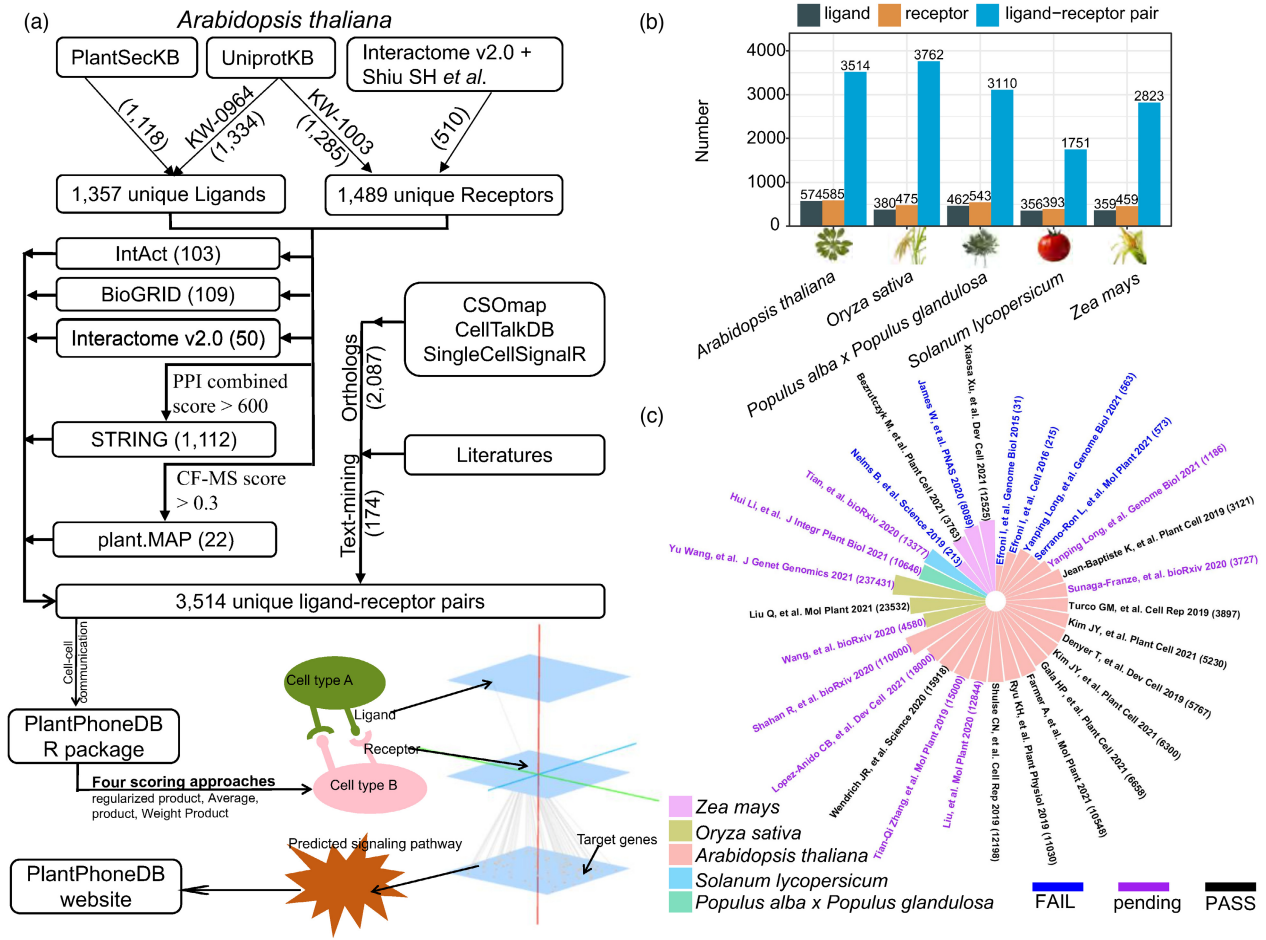 (a)
Arabidopsis thaliana
PlantSecKB
UniprotKB
Interactome v2.0 +
Shiu SH et al.
(1,118)
KW-0964
(1,334)
KW-1003
(1,285)
(510)
1,357 unique Ligands
1,489 unique Receptors
IntAct (103)
BioGRID (109)
Interactome v2.0 (50)
PPI combined
score > 600
STRING (1,112)
CF-MS score
> 0.3
plant.MAP (22)
CSOmap
CellTalkDB
SingleCellSignalR
Orthologs
(2,087)
Literatures
Text-mining
(174)
3,514 unique ligand-receptor pairs
Cell-cell
communication
PlantPhoneDB
R package
Four scoring approaches
regularized product, Average,
product, Weight Product
Cell type A
Ligand
Receptor
Cell type B
Predicted signaling pathway
Target genes
PlantPhoneDB
website
(b)
ligand
receptor
ligand−receptor pair
Number
4000
3000
2000
1000
0
574
585
3514
380
475
3762
462
543
3110
356
393
1751
359
459
2823
Arabidopsis thaliana
Oryza sativa
Populus alba x Populus glandulosa
Solanum lycopersicum
Zea mays
(c)
Efroni I, et al. Genome Biol 2015 (31)
Efroni I, et al. Cell 2016 (215)
Yanping Long, et al. Genome Biol 2021 (563)
Serrano-Ron L, et al. Mol Plant 2021 (573)
Yanping Long, et al. Genome Biol 2021 (1186)
Jean-Baptiste K, et al. Plant Cell 2019 (3121)
Sunaga-Franze, et al. bioRxiv 2020 (3727)
Turco GM, et al. Cell Rep 2019 (3897)
Kim JY, et al. Plant Cell 2021 (5230)
Denyer T, et al. Dev Cell 2019 (5767)
Kim JY, et al. Plant Cell 2021 (6300)
Gala HP, et al. Plant Cell 2021 (6658)
Farmer A, et al. Mol Plant 2021 (10548)
Ryu KH, et al. Plant Physiol 2019 (11030)
Shulse CN, et al. Cell Rep 2019 (12198)
Liu, et al. Mol Plant 2020 (12844)
Tian-Qi Zhang, et al. Mol Plant 2019 (15000)
Wendrich JR, et al. Science 2020 (15918)
Lopez-Anido CB, et al. Dev Cell 2021 (18000)
Shahan R, et al. bioRxiv 2020 (110000)
Wang, et al. bioRxiv 2020 (4580)
Liu Q, et al. Mol Plant 2021 (23532)
Yu Wang, et al. J Genet Genomics 2021 (237431)
Hui Li, et al. J Integr Plant Biol 2021 (10646)
Tian, et al. bioRxiv 2020 (13377)
Nelms B, et al. Science 2019 (213)
Bezrutczyk M, et al. Plant Cell 2021 (3763)
James W, et al. PNAS 2020 (8089)
Xiaosa Xu, et al. Dev Cell 2021 (12525)
Zea mays
Oryza sativa
Arabidopsis thaliana
Solanum lycopersicum
Populus alba x Populus glandulosa
FAIL
pending
PASS